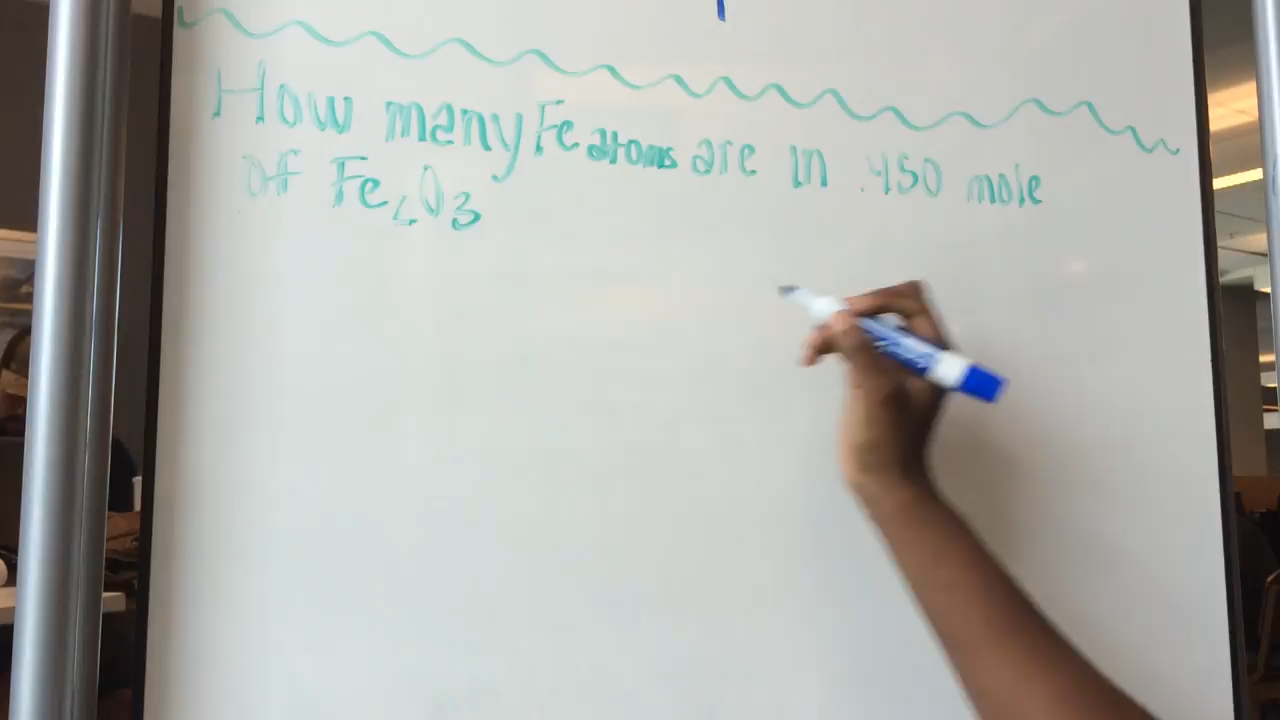 How many Fe atoms are in .450 mole
of Fe₂O₃